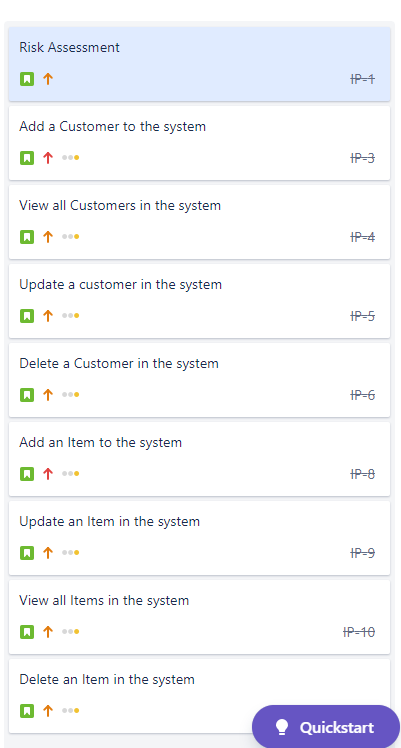 Risk Assessment
IP-1
Add a Customer to the system
IP-3
View all Customers in the system
IP-4
Update a customer in the system
IP-5
Delete a Customer in the system
IP-6
Add an Item to the system
IP-8
Update an Item in the system
IP-9
View all Items in the system
IP-10
Delete an Item in the system
Quickstart